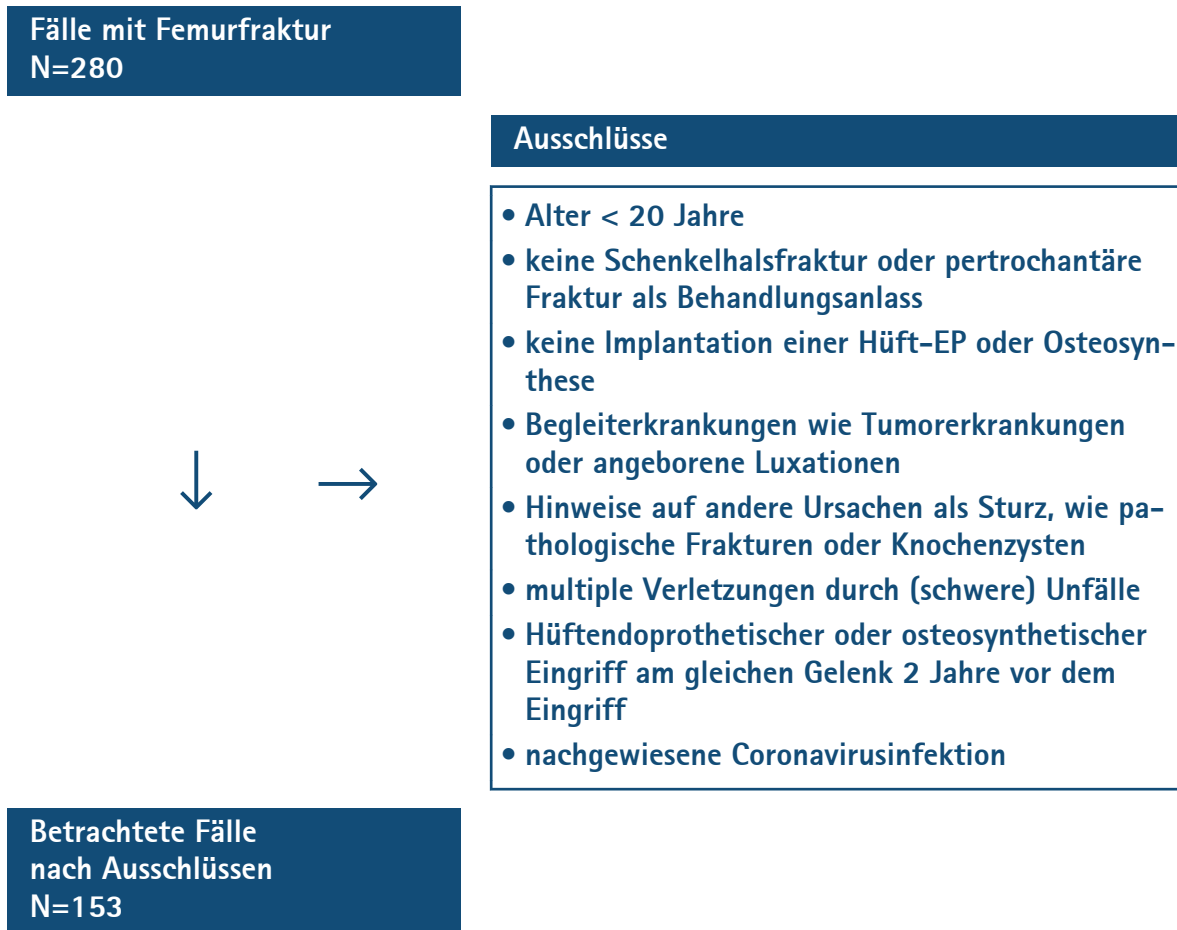 Fälle mit Femurfraktur
N=280
Ausschlüsse
• Alter < 20 Jahre
• keine Schenkelhalsfraktur oder pertrochantäre
Fraktur als Behandlungsanlass
• keine Implantation einer Hüft-EP oder Osteosyn-
these
• Begleiterkrankungen wie Tumorerkrankungen
oder angeborene Luxationen
• Hinweise auf andere Ursachen als Sturz, wie pa-
thologische Frakturen oder Knochenzysten
• multiple Verletzungen durch (schwere) Unfälle
• Hüftendoprothetischer oder osteosynthetischer
Eingriff am gleichen Gelenk 2 Jahre vor dem
Eingriff
• nachgewiesene Coronavirusinfektion
↓ →
Betrachtete Fälle
nach Ausschlüssen
N=153